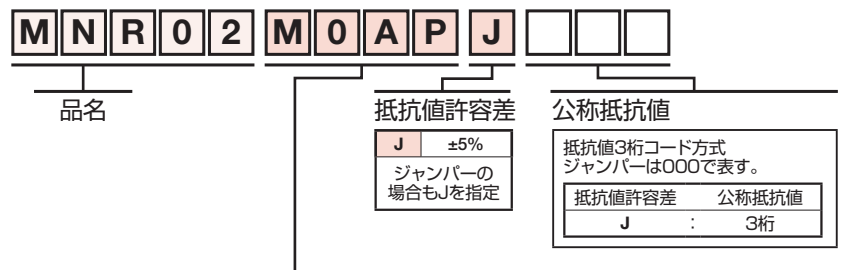 MNR02 M0AP J
品名
抵抗値許容差
J ±5%
ジャンパーの
場合もJを指定
公称抵抗値
抵抗値3桁コード方式
ジャンパーは000で表す。
抵抗値許容差 公称抵抗値
J : 3桁